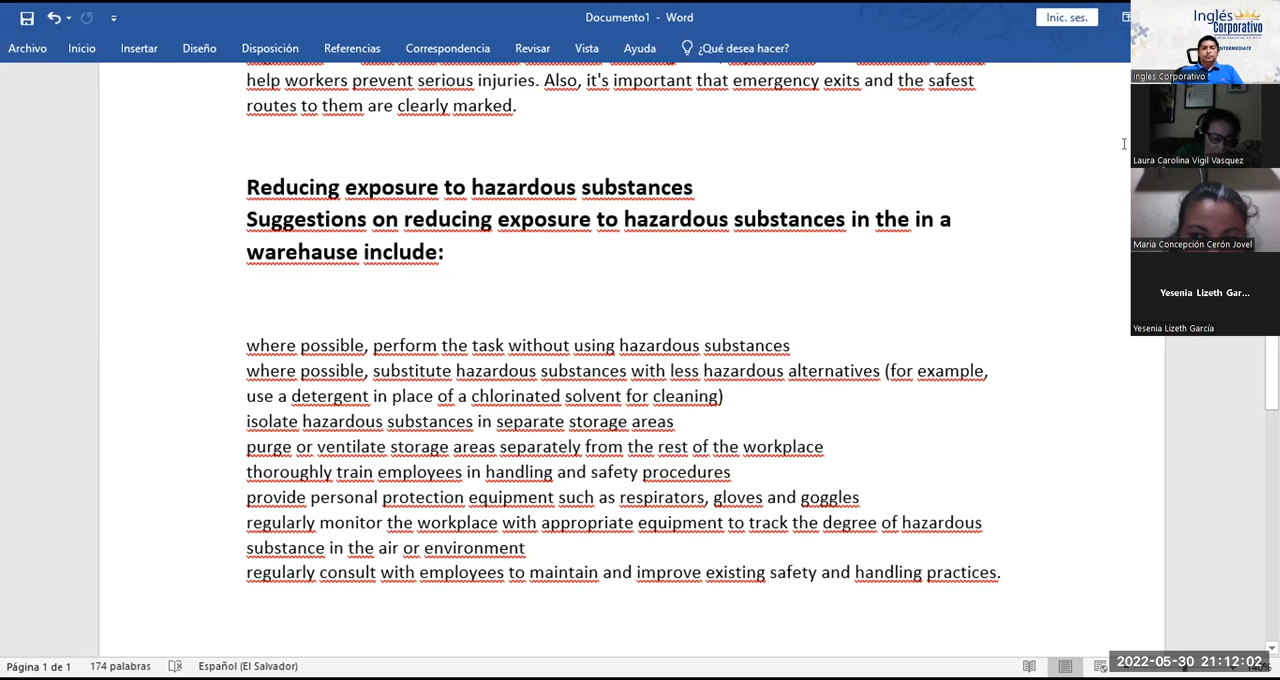 Documento1 - Word
Inic. ses.
Inglés
Corporativo
INTERMEDIATE
Archivo Inicio Insertar Diseño Disposición Referencias Correspondencia Revisar Vista Ayuda ¿Qué desea hacer?
Ingles Corporativo
help workers prevent serious injuries. Also, it's important that emergency exits and the safest
routes to them are clearly marked.
Laura Carolina Vigil Vasquez
Reducing exposure to hazardous substances
Suggestions on reducing exposure to hazardous substances in the in a
warehause include:
Maria Concepción Cerón Jovel
Yesenia Lizeth Gar...
Yesenia Lizeth García
where possible, perform the task without using hazardous substances
where possible, substitute hazardous substances with less hazardous alternatives (for example,
use a detergent in place of a chlorinated solvent for cleaning)
isolate hazardous substances in separate storage areas
purge or ventilate storage areas separately from the rest of the workplace
thoroughly train employees in handling and safety procedures
provide personal protection equipment such as respirators, gloves and goggles
regularly monitor the workplace with appropriate equipment to track the degree of hazardous
substance in the air or environment
regularly consult with employees to maintain and improve existing safety and handling practices.
Página 1 de 1 174 palabras Español (El Salvador)
2022-05-30 21:12:02